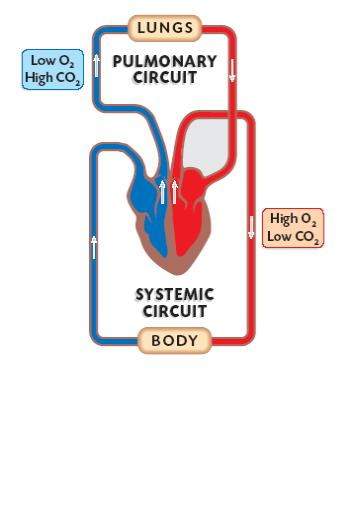 LUNGS
Low O₂
High CO₂
PULMONARY
CIRCUIT
High O₂
Low CO₂
SYSTEMIC
CIRCUIT
BODY